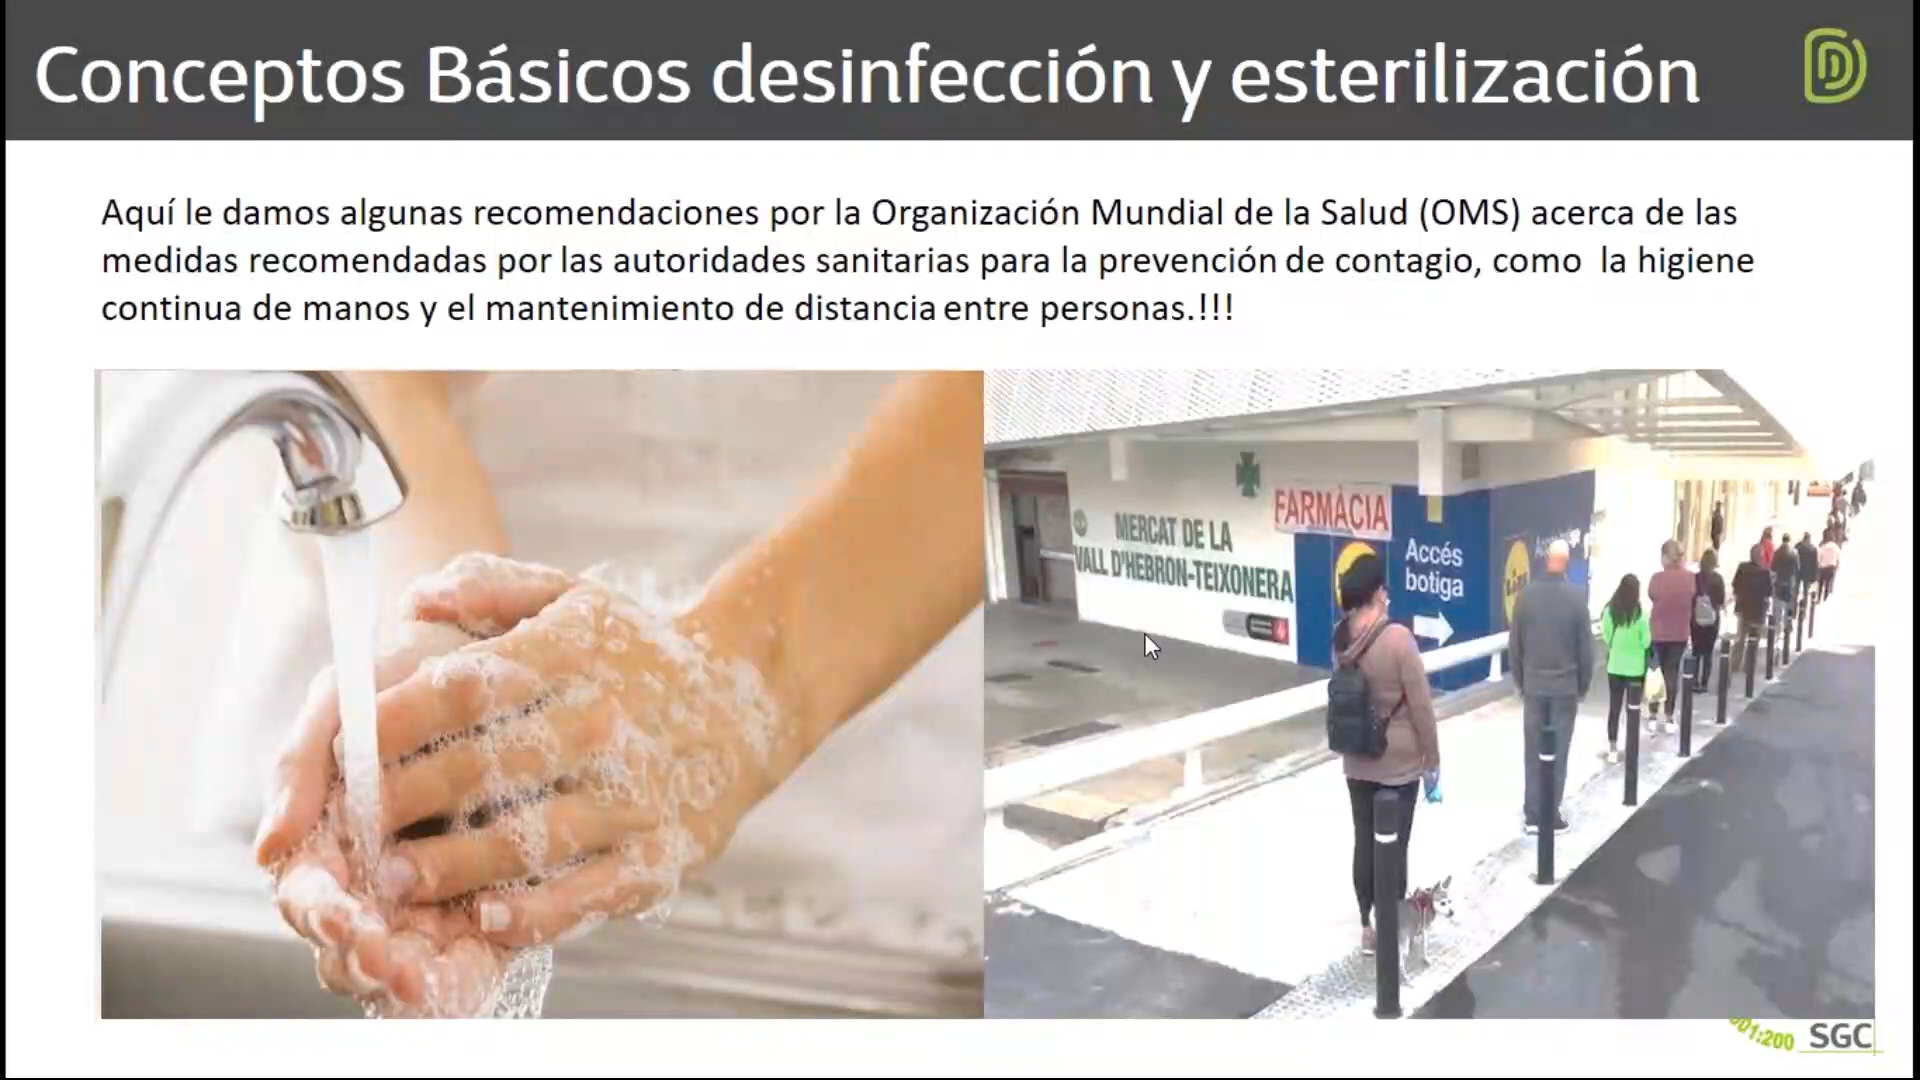 Conceptos Básicos desinfección y esterilización
Aquí le damos algunas recomendaciones por la Organización Mundial de la Salud (OMS) acerca de las
medidas recomendadas por las autoridades sanitarias para la prevención de contagio, como la higiene
continua de manos y el mantenimiento de distancia entre personas.!!!
FARMÀCIA
MERCAT DE LA
VALL D'HEBRON-TEIXONERA
Accés
botiga
001:200
SGC